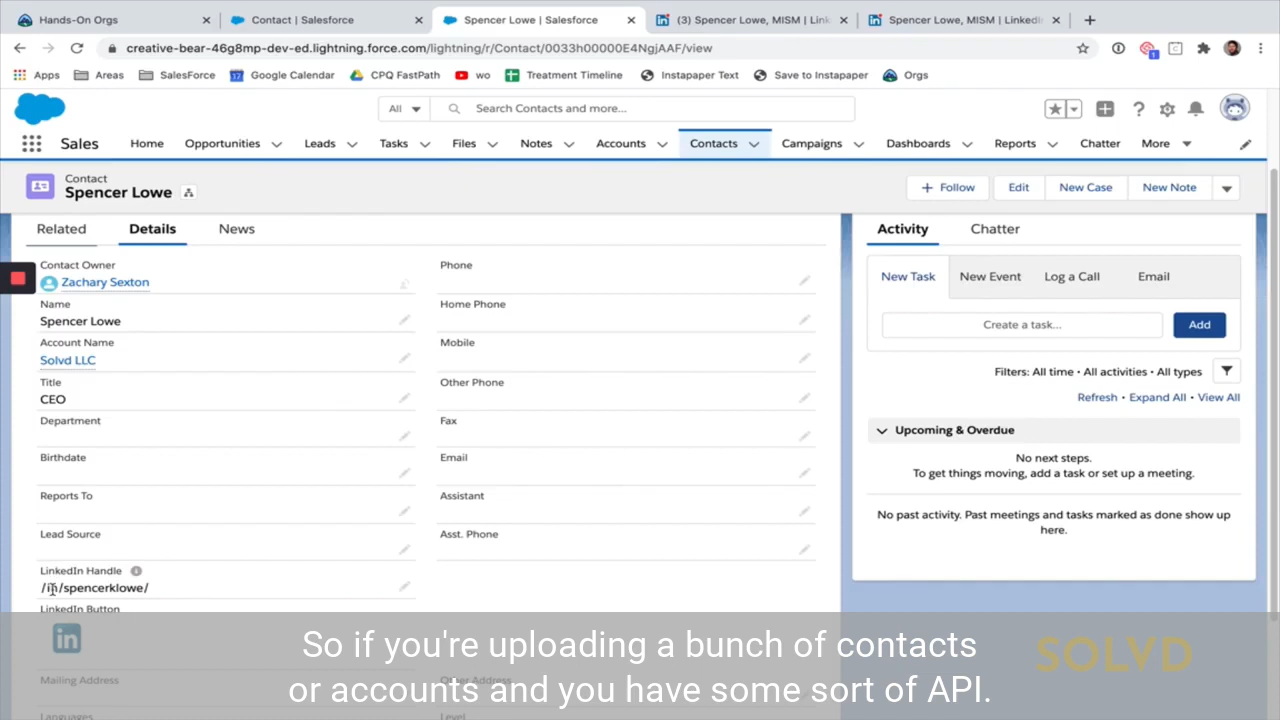 Hands-On Orgs
Contact | Salesforce
Spencer Lowe | Salesforce
(3) Spencer Lowe, MISM | Link
Spencer Lowe, MISM | LinkedI
creative-bear-46g8mp-dev-ed.lightning.force.com/lightning/r/Contact/0033h00000E4NgjAAF/view
1
Apps
Areas
SalesForce
17
Google Calendar
CPQ FastPath
wo
Treatment Timeline
Instapaper Text
Save to Instapaper
Orgs
All
Search Contacts and more...
Sales
Home
Opportunities
Leads
Tasks
Files
Notes
Accounts
Contacts
Campaigns
Dashboards
Reports
Chatter
More
Contact
Spencer Lowe
+ Follow
Edit
New Case
New Note
Related
Details
News
Contact Owner
Zachary Sexton
Name
Spencer Lowe
Account Name
Solvd LLC
Title
CEO
Department
Birthdate
Reports To
Lead Source
LinkedIn Handle
/in/spencerklowe/
LinkedIn Button
in
Mailing Address
Languages
Phone
Home Phone
Mobile
Other Phone
Fax
Email
Assistant
Asst. Phone
Other Address
Level
Activity
Chatter
New Task
New Event
Log a Call
Email
Create a task...
Add
Filters: All time • All activities • All types
Refresh • Expand All • View All
Upcoming & Overdue
No next steps.
To get things moving, add a task or set up a meeting.
No past activity. Past meetings and tasks marked as done show up
here.
So if you're uploading a bunch of contacts
or accounts and you have some sort of API.
SOLVD